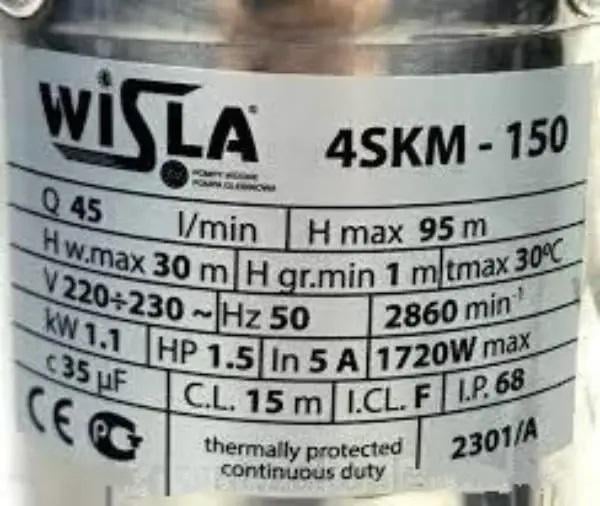 WISLA®
POMPY WODNE
POMPA GŁĘBINOWA
4SKM - 150
Q 45 l/min H max 95 m
H w.max 30 m H gr.min 1 m tmax 30ºC
V 220÷230 ~ Hz 50 2860 min⁻¹
kW 1.1 HP 1.5 In 5 A 1720W max
c 35 µF C.L. 15 m I.CL. F I.P. 68
CE PC thermally protected 2301/A
continuous duty